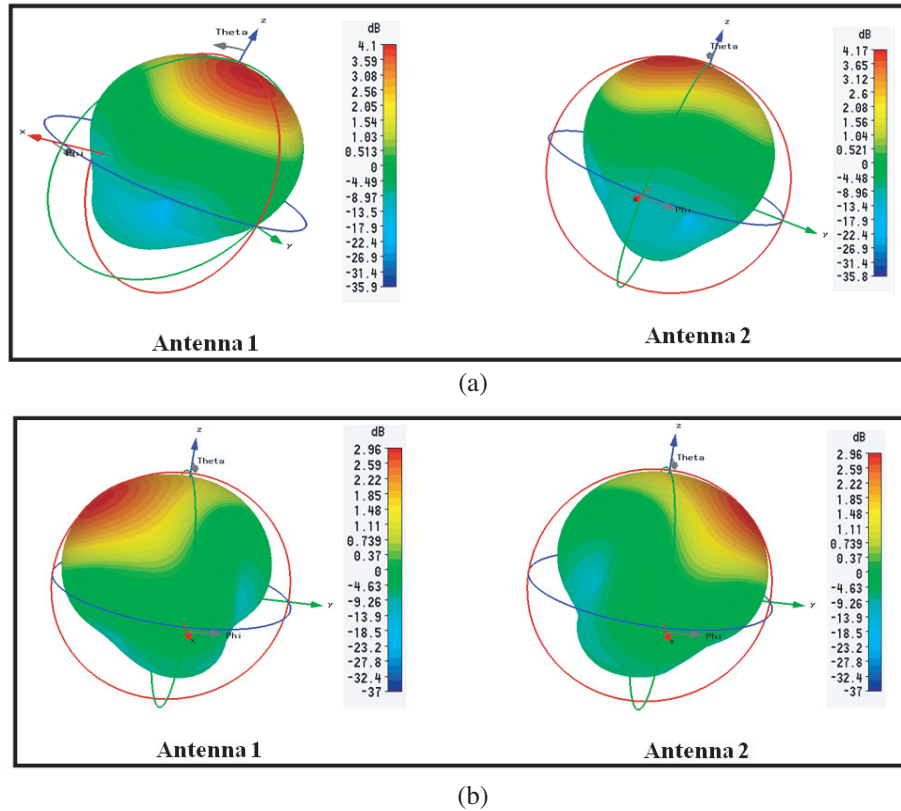 z
Theta
x
Phi
y
dB
4.1
3.59
3.08
2.56
2.05
1.54
1.03
0.513
0
-4.48
-8.97
-13.5
-17.9
-22.4
-26.9
-31.4
-35.9
Antenna 1
z
Theta
x
Phi
y
dB
4.17
3.65
3.12
2.6
2.08
1.56
1.04
0.521
0
-4.48
-8.96
-13.4
-17.9
-22.4
-26.9
-31.3
-35.8
Antenna 2
(a)
z
Theta
x
Phi
y
dB
2.96
2.59
2.22
1.85
1.48
1.11
0.739
0.37
0
-4.63
-9.26
-13.9
-18.5
-23.2
-27.8
-32.4
-37
Antenna 1
z
Theta
x
Phi
y
dB
2.96
2.59
2.22
1.85
1.48
1.11
0.739
0.37
0
-4.63
-9.26
-13.9
-18.5
-23.2
-27.8
-32.4
-37
Antenna 2
(b)